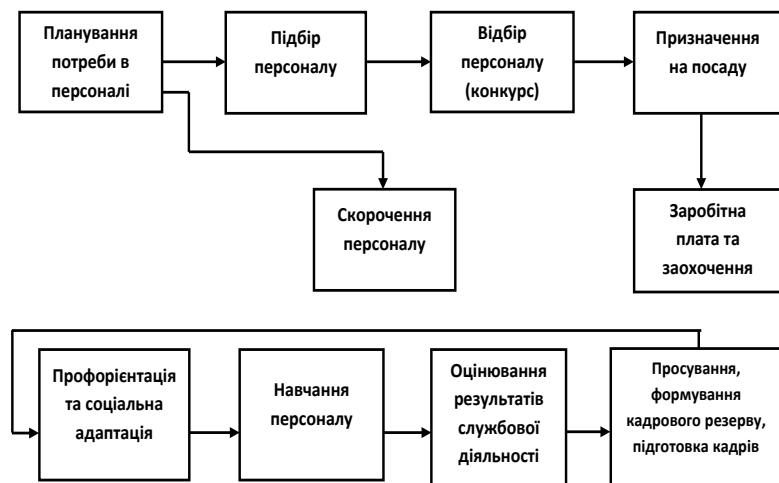 Планування
потреби в
персоналі
Підбір
персоналу
Відбір
персоналу
(конкурс)
Призначення
на посаду
Скорочення
персоналу
Заробітна
плата та
заохочення
Профорієнтація
та соціальна
адаптація
Навчання
персоналу
Оцінювання
результатів
службової
діяльності
Просування,
формування
кадрового резерву,
підготовка кадрів